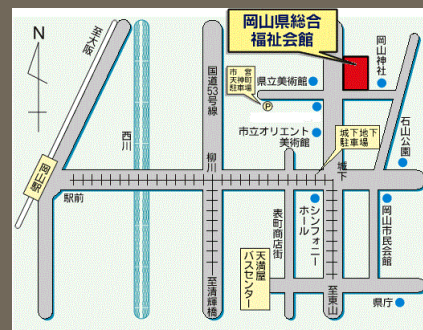 岡山県総合
福祉会館
N
至大阪
国道53号線
市営
天神町
駐車場
県立美術館
岡山神社
P
西川
市立オリエント
美術館
城下地下
駐車場
石山公園
岡山駅
柳川
城下
駅前
表町商店街
シンフォニー
ホール
岡山市民会館
天満屋
バスセンター
至清輝橋
至東山
県庁